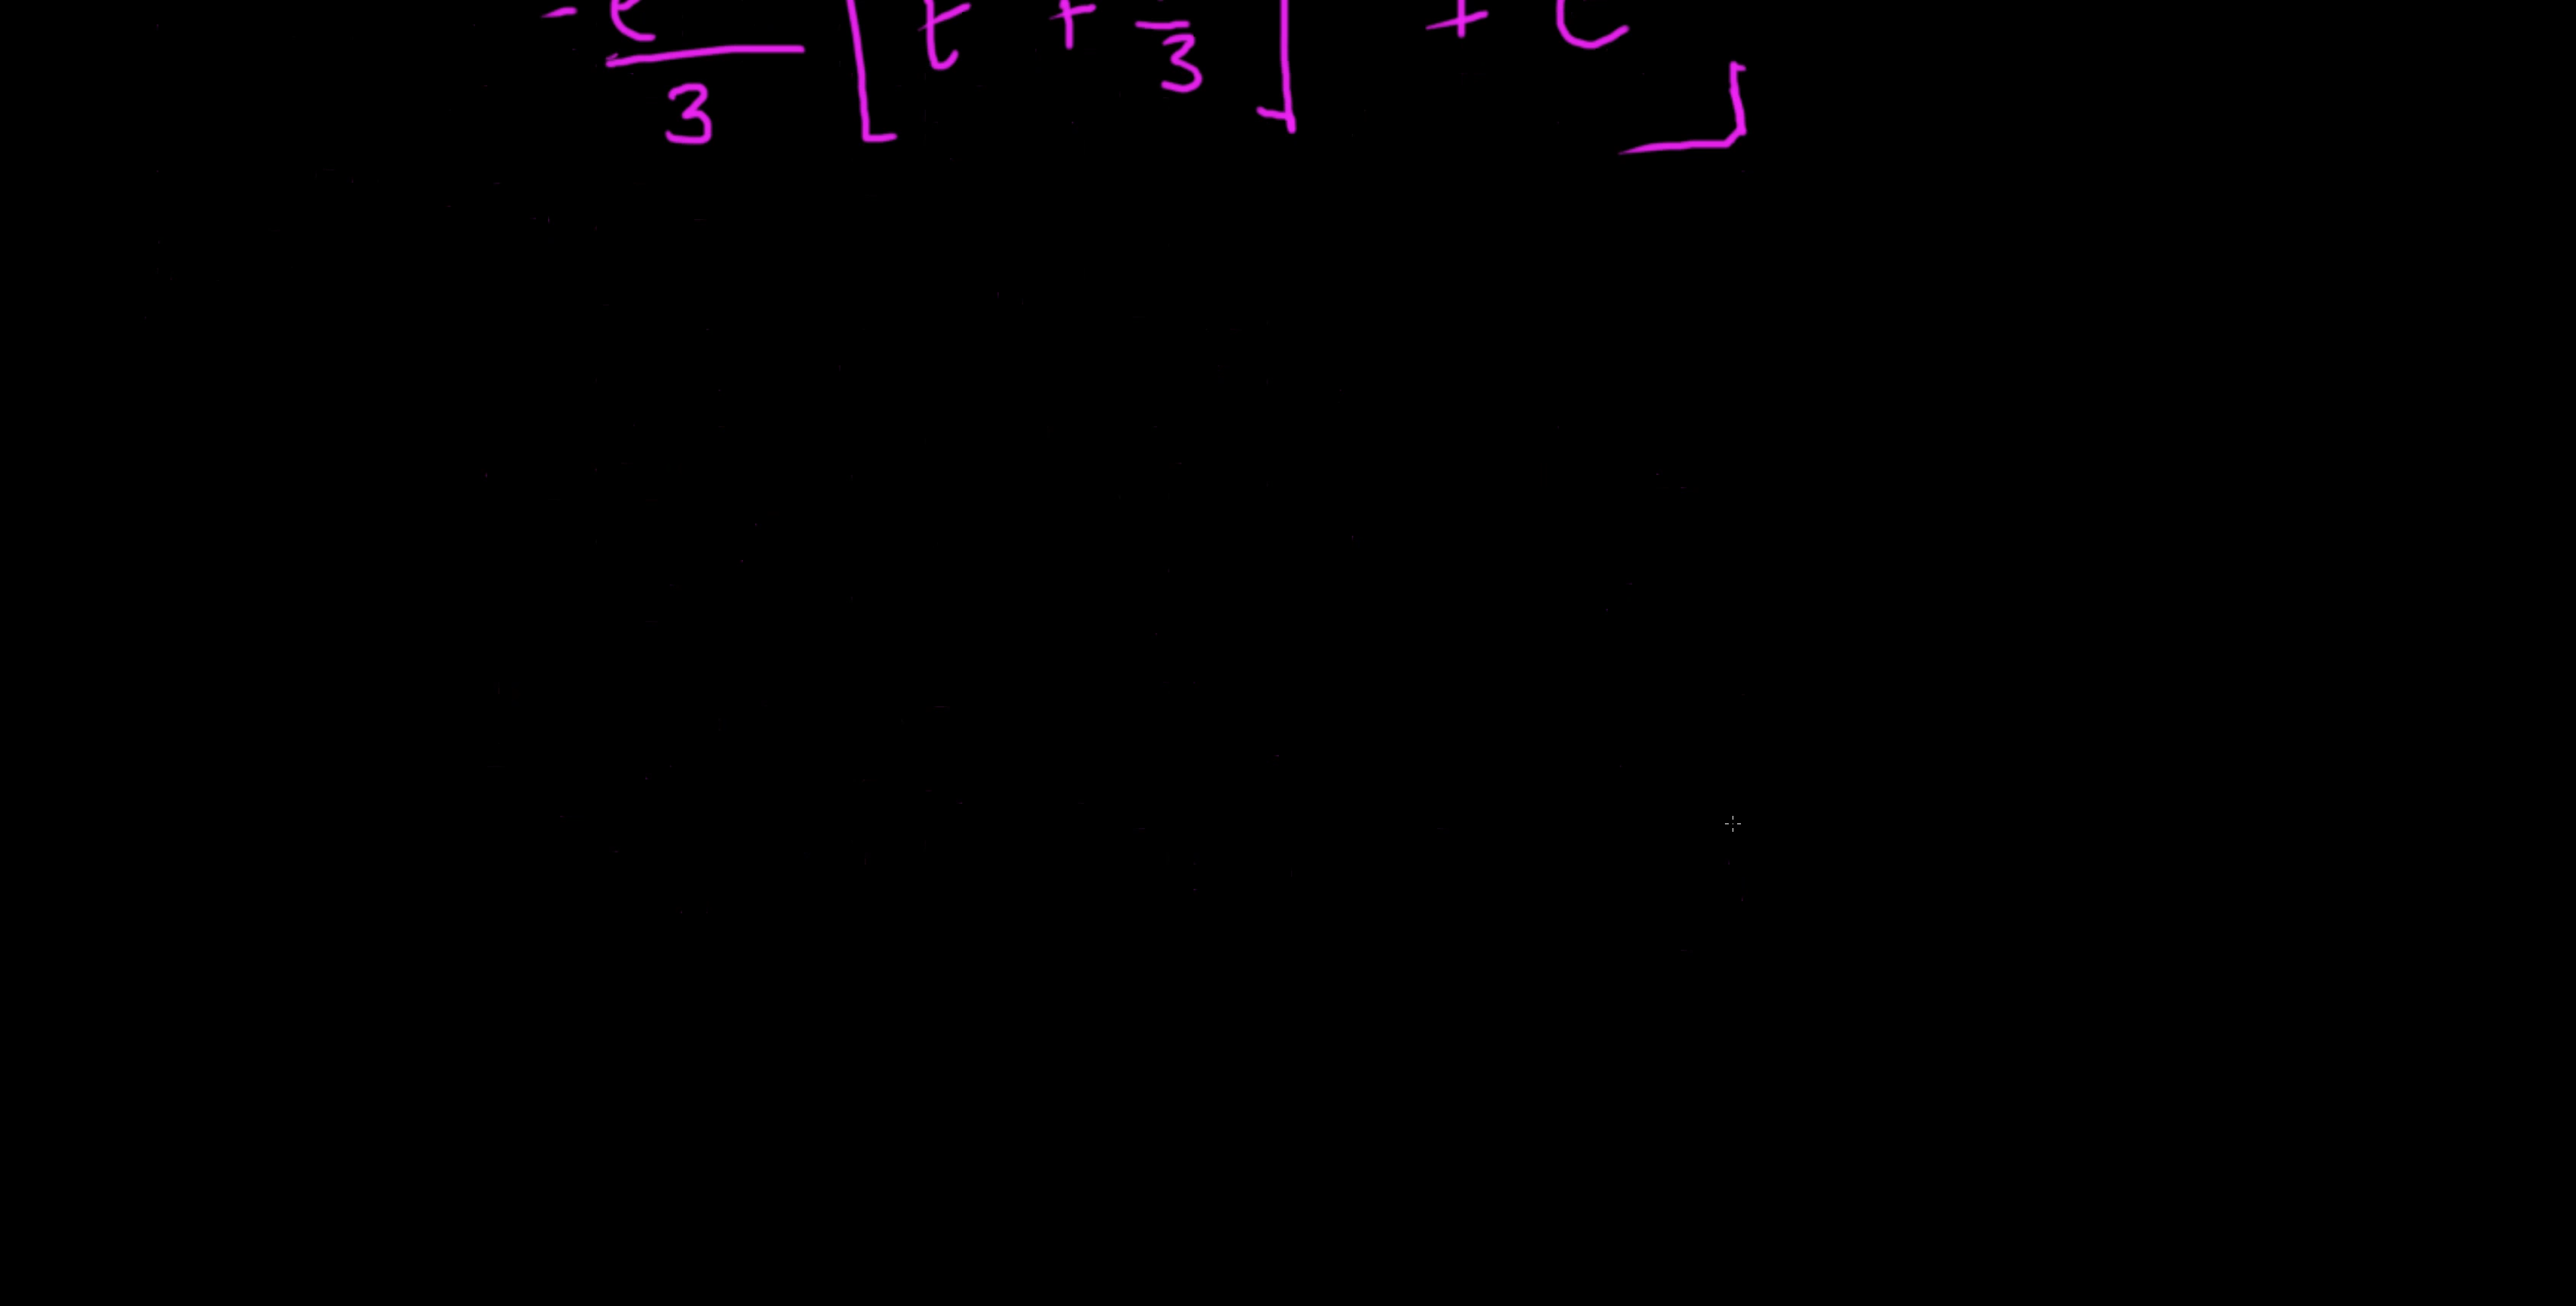 - e / 3 [ t + / 3 ] + C